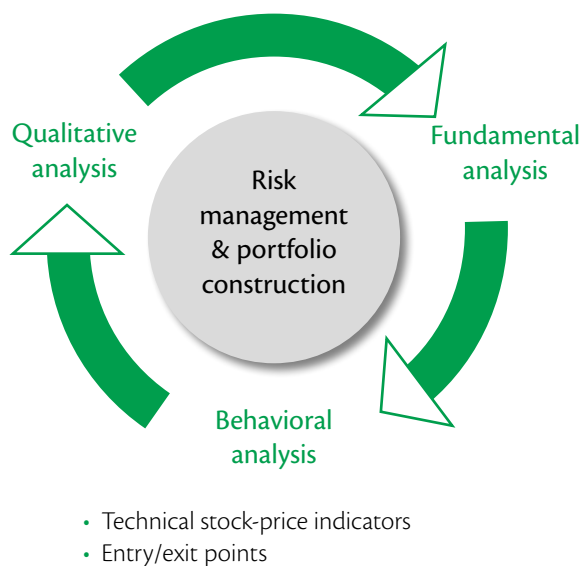 Qualitative
analysis
Fundamental
analysis
Risk
management
& portfolio
construction
Behavioral
analysis
• Technical stock-price indicators
• Entry/exit points